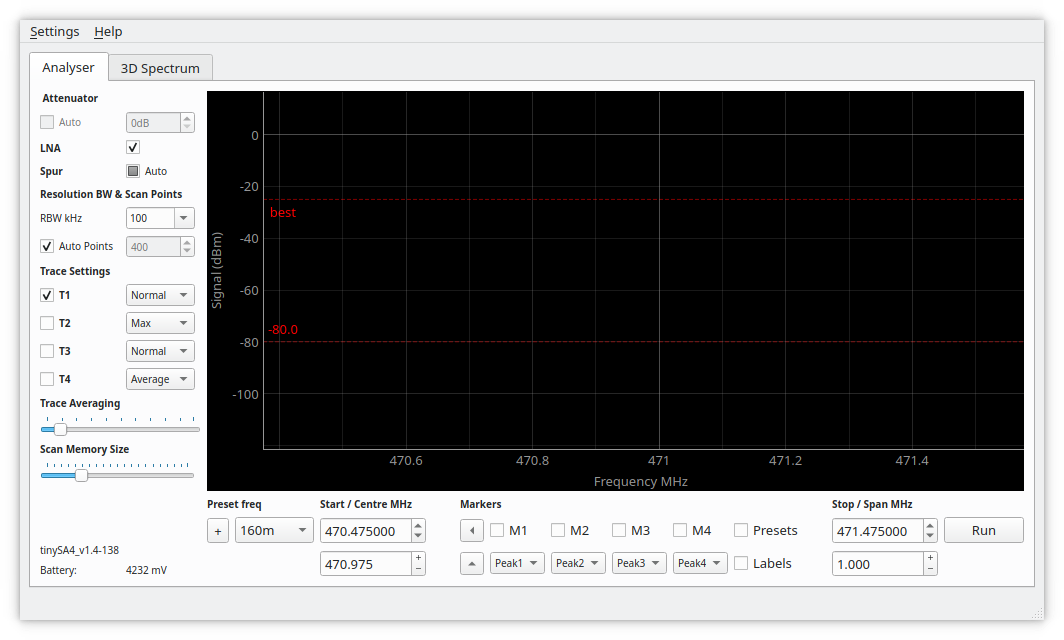 Settings Help
Analyser 3D Spectrum
Attenuator
Auto 0dB
LNA
Spur Auto
Resolution BW & Scan Points
RBW kHz 100
Auto Points 400
Trace Settings
T1 Normal
T2 Max
T3 Normal
T4 Average
Trace Averaging
Scan Memory Size
tinySA4_v1.4-138
Battery: 4232 mV
Signal (dBm)
0
-20
best
-40
-60
-80.0
-80
-100
470.6 470.8 471 471.2 471.4
Frequency MHz
Preset freq Start / Centre MHz Markers Stop / Span MHz
+ 160m 470.475000 M1 M2 M3 M4 Presets 471.475000 Run
470.975 + − Peak1 Peak2 Peak3 Peak4 Labels 1.000 + −